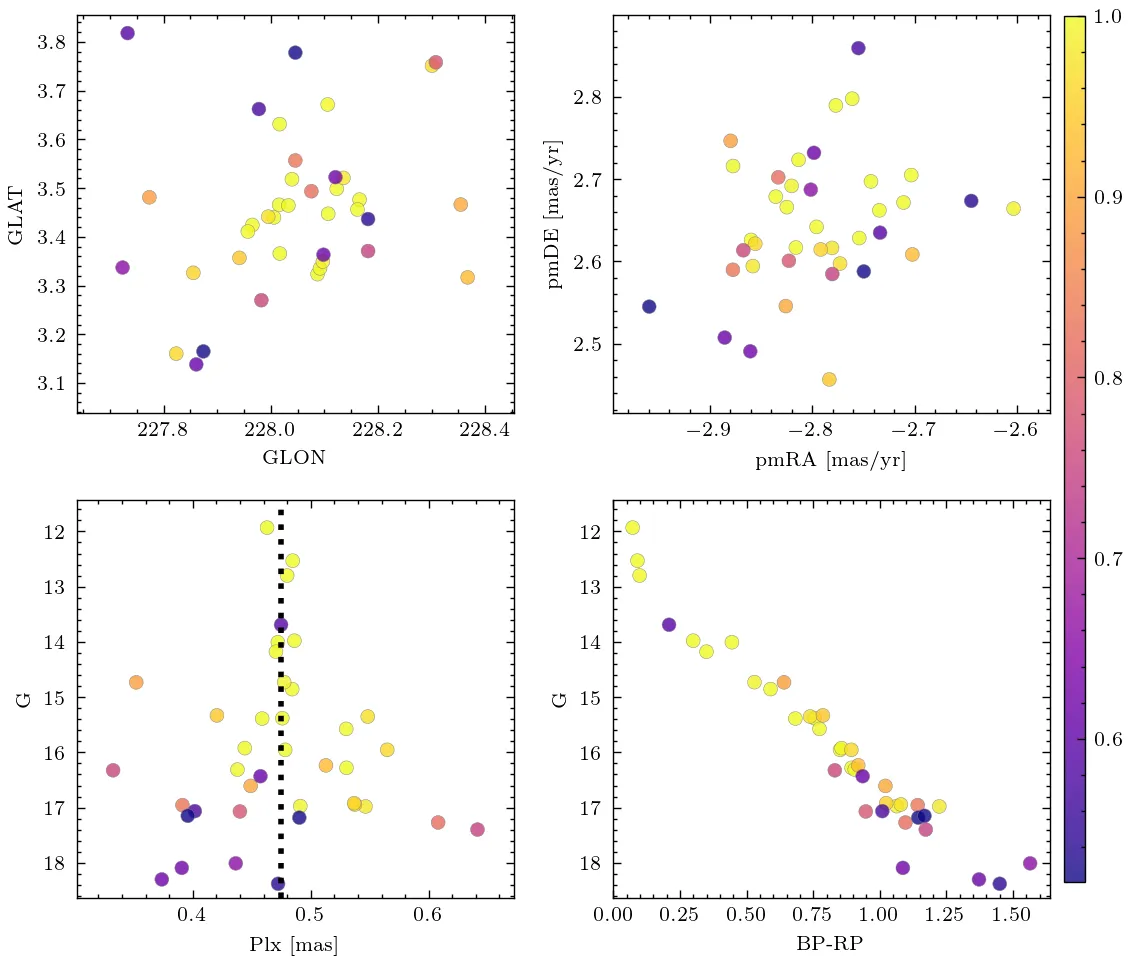 3.8
3.7
3.6
3.5
3.4
3.3
3.2
3.1
GLAT
227.8 228.0 228.2 228.4
GLON
2.8
2.7
2.6
2.5
pmDE [mas/yr]
−2.9 −2.8 −2.7 −2.6
pmRA [mas/yr]
1.0
0.9
0.8
0.7
0.6
12
13
14
15
16
17
18
G
0.4 0.5 0.6
Plx [mas]
12
13
14
15
16
17
18
G
0.00 0.25 0.50 0.75 1.00 1.25 1.50
BP-RP